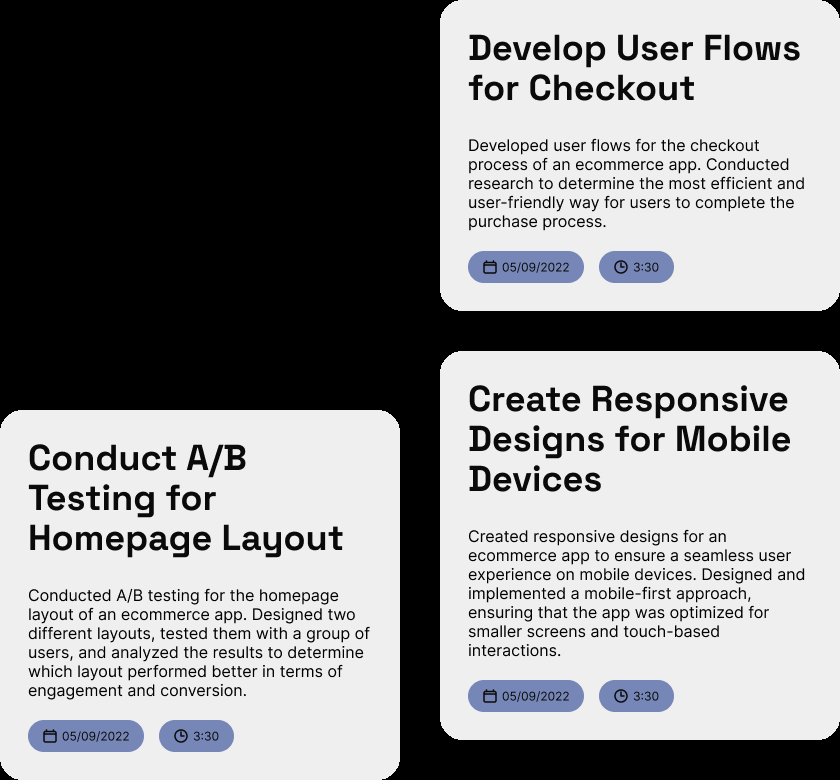 Develop User Flows
for Checkout
Developed user flows for the checkout
process of an ecommerce app. Conducted
research to determine the most efficient and
user-friendly way for users to complete the
purchase process.
05/09/2022
3:30
Conduct A/B
Testing for
Homepage Layout
Conducted A/B testing for the homepage
layout of an ecommerce app. Designed two
different layouts, tested them with a group of
users, and analyzed the results to determine
which layout performed better in terms of
engagement and conversion.
05/09/2022
3:30
Create Responsive
Designs for Mobile
Devices
Created responsive designs for an
ecommerce app to ensure a seamless user
experience on mobile devices. Designed and
implemented a mobile-first approach,
ensuring that the app was optimized for
smaller screens and touch-based
interactions.
05/09/2022
3:30